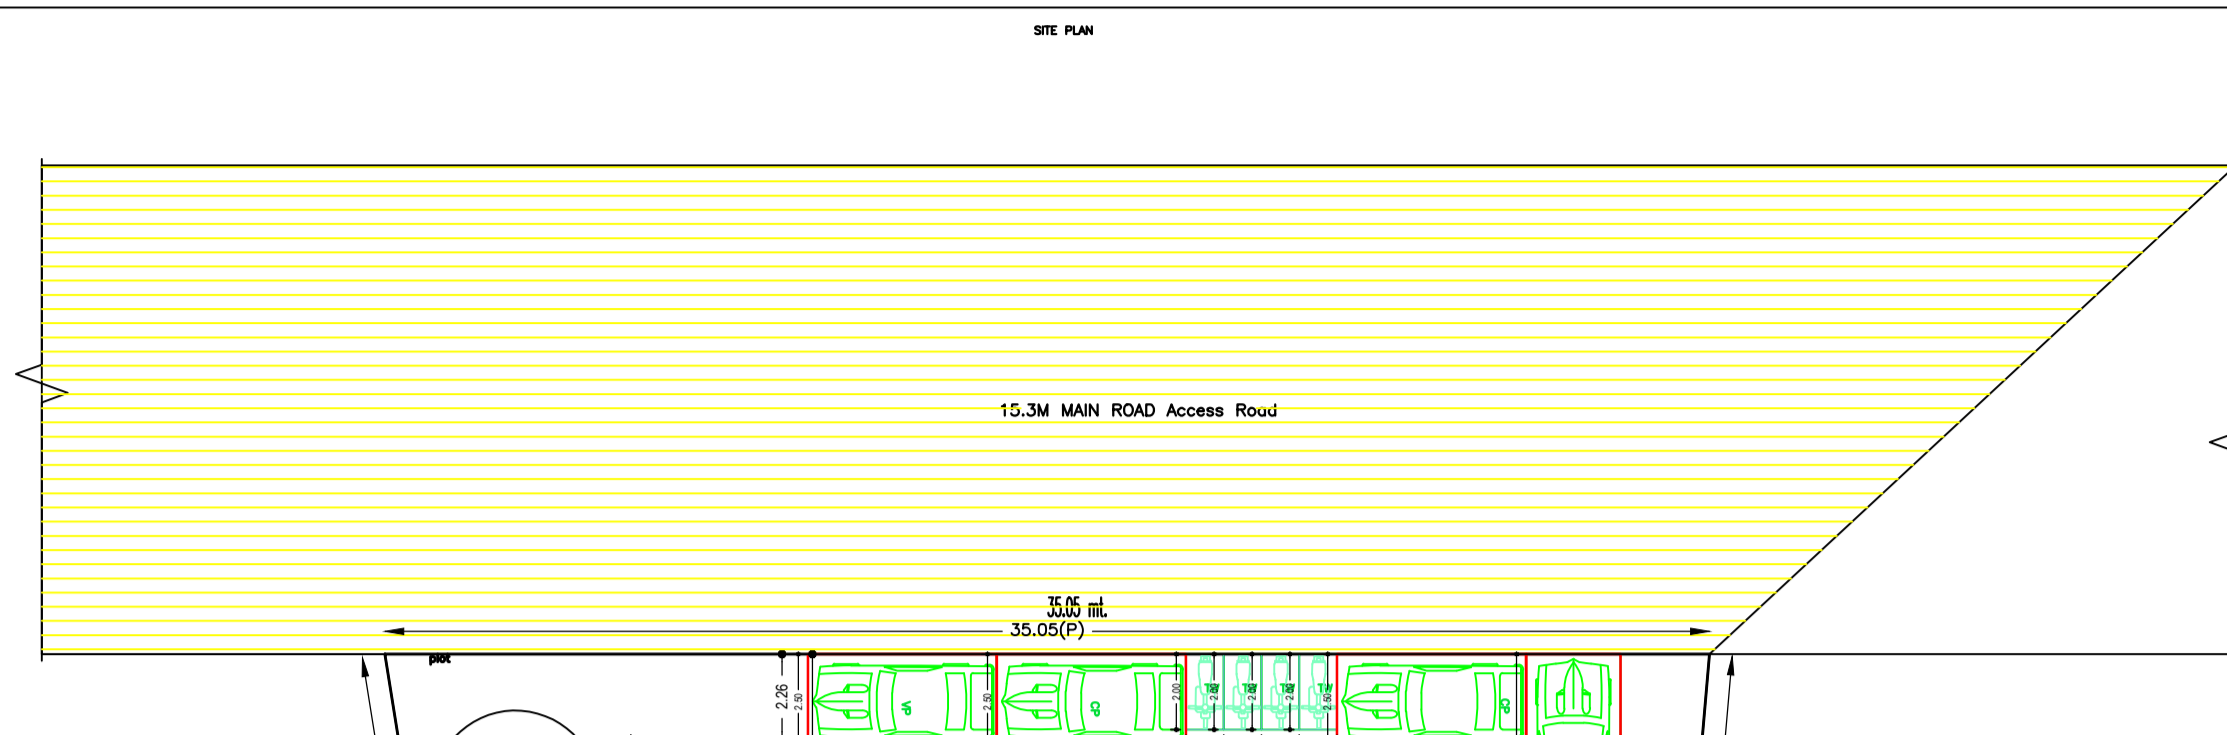 SITE PLAN
15.3M MAIN ROAD Access Road
35.05 mt.
35.05(P)
plot
2.26
2.50
VP
2.50
CP
2.00
2.50
CP